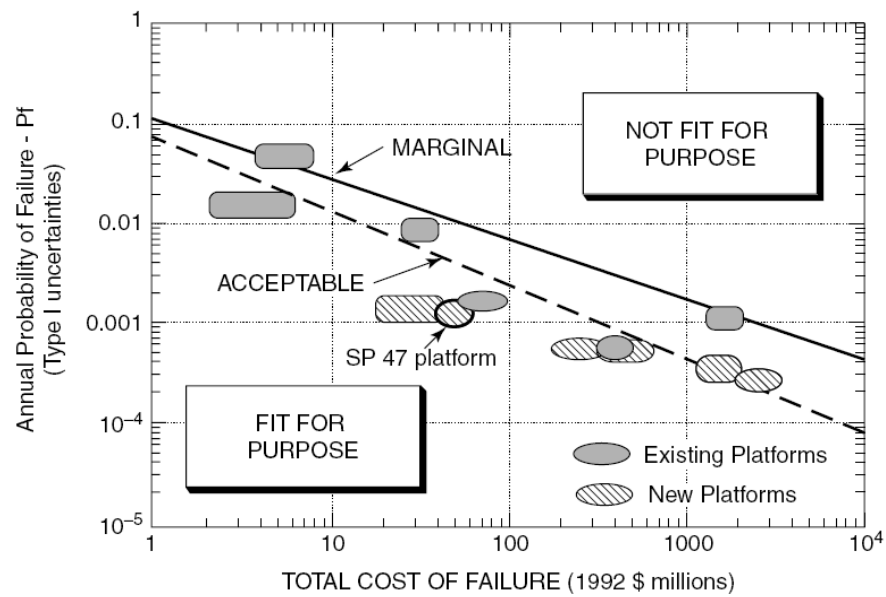 Annual Probability of Failure - Pf
(Type I uncertainties)
1
0.1
0.01
0.001
10⁻⁴
10⁻⁵
MARGINAL
NOT FIT FOR
PURPOSE
ACCEPTABLE
SP 47 platform
FIT FOR
PURPOSE
Existing Platforms
New Platforms
1
10
100
1000
10⁴
TOTAL COST OF FAILURE (1992 $ millions)